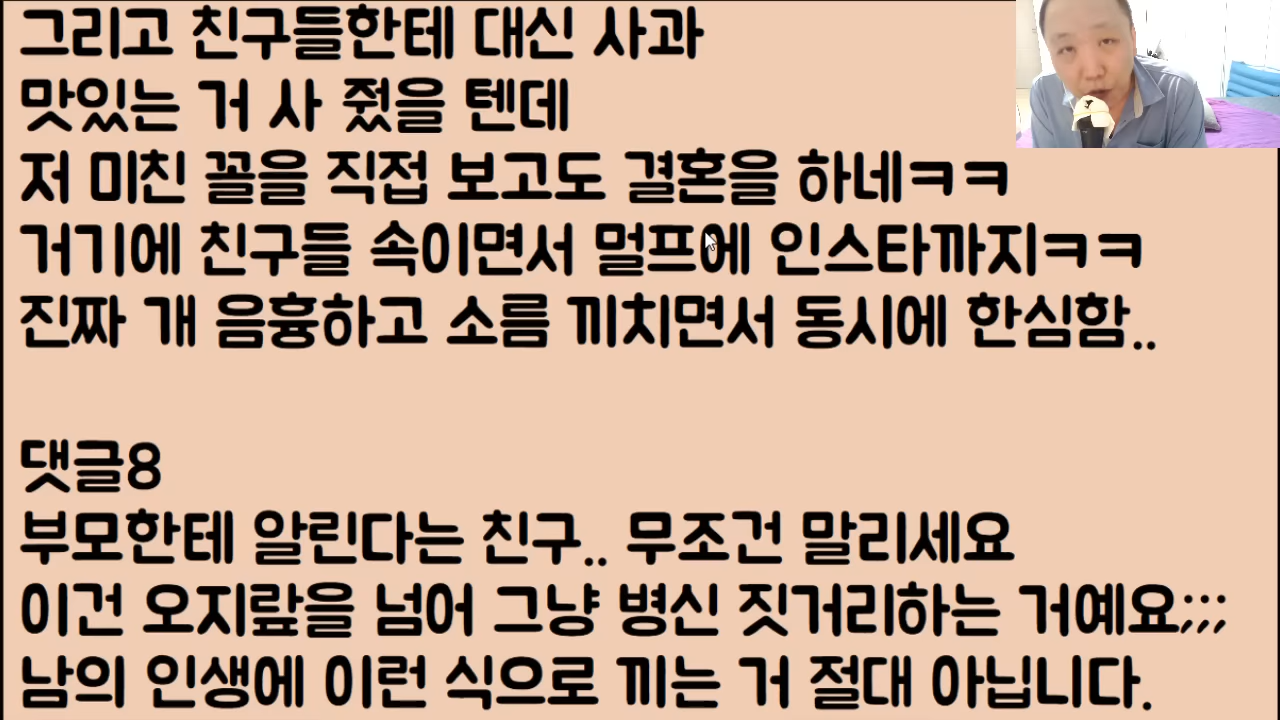 그리고 친구들한테 대신 사과
맛있는 거 사 줬을 텐데
저 미친 꼴을 직접 보고도 결혼을 하네ㅋㅋ
거기에 친구들 속이면서 멀프에 인스타까지ㅋㅋ
진짜 개 음흉하고 소름 끼치면서 동시에 한심함..
댓글8
부모한테 알린다는 친구.. 무조건 말리세요
이건 오지랖을 넘어 그냥 병신 짓거리하는 거예요;;;
남의 인생에 이런 식으로 끼는 거 절대 아닙니다.